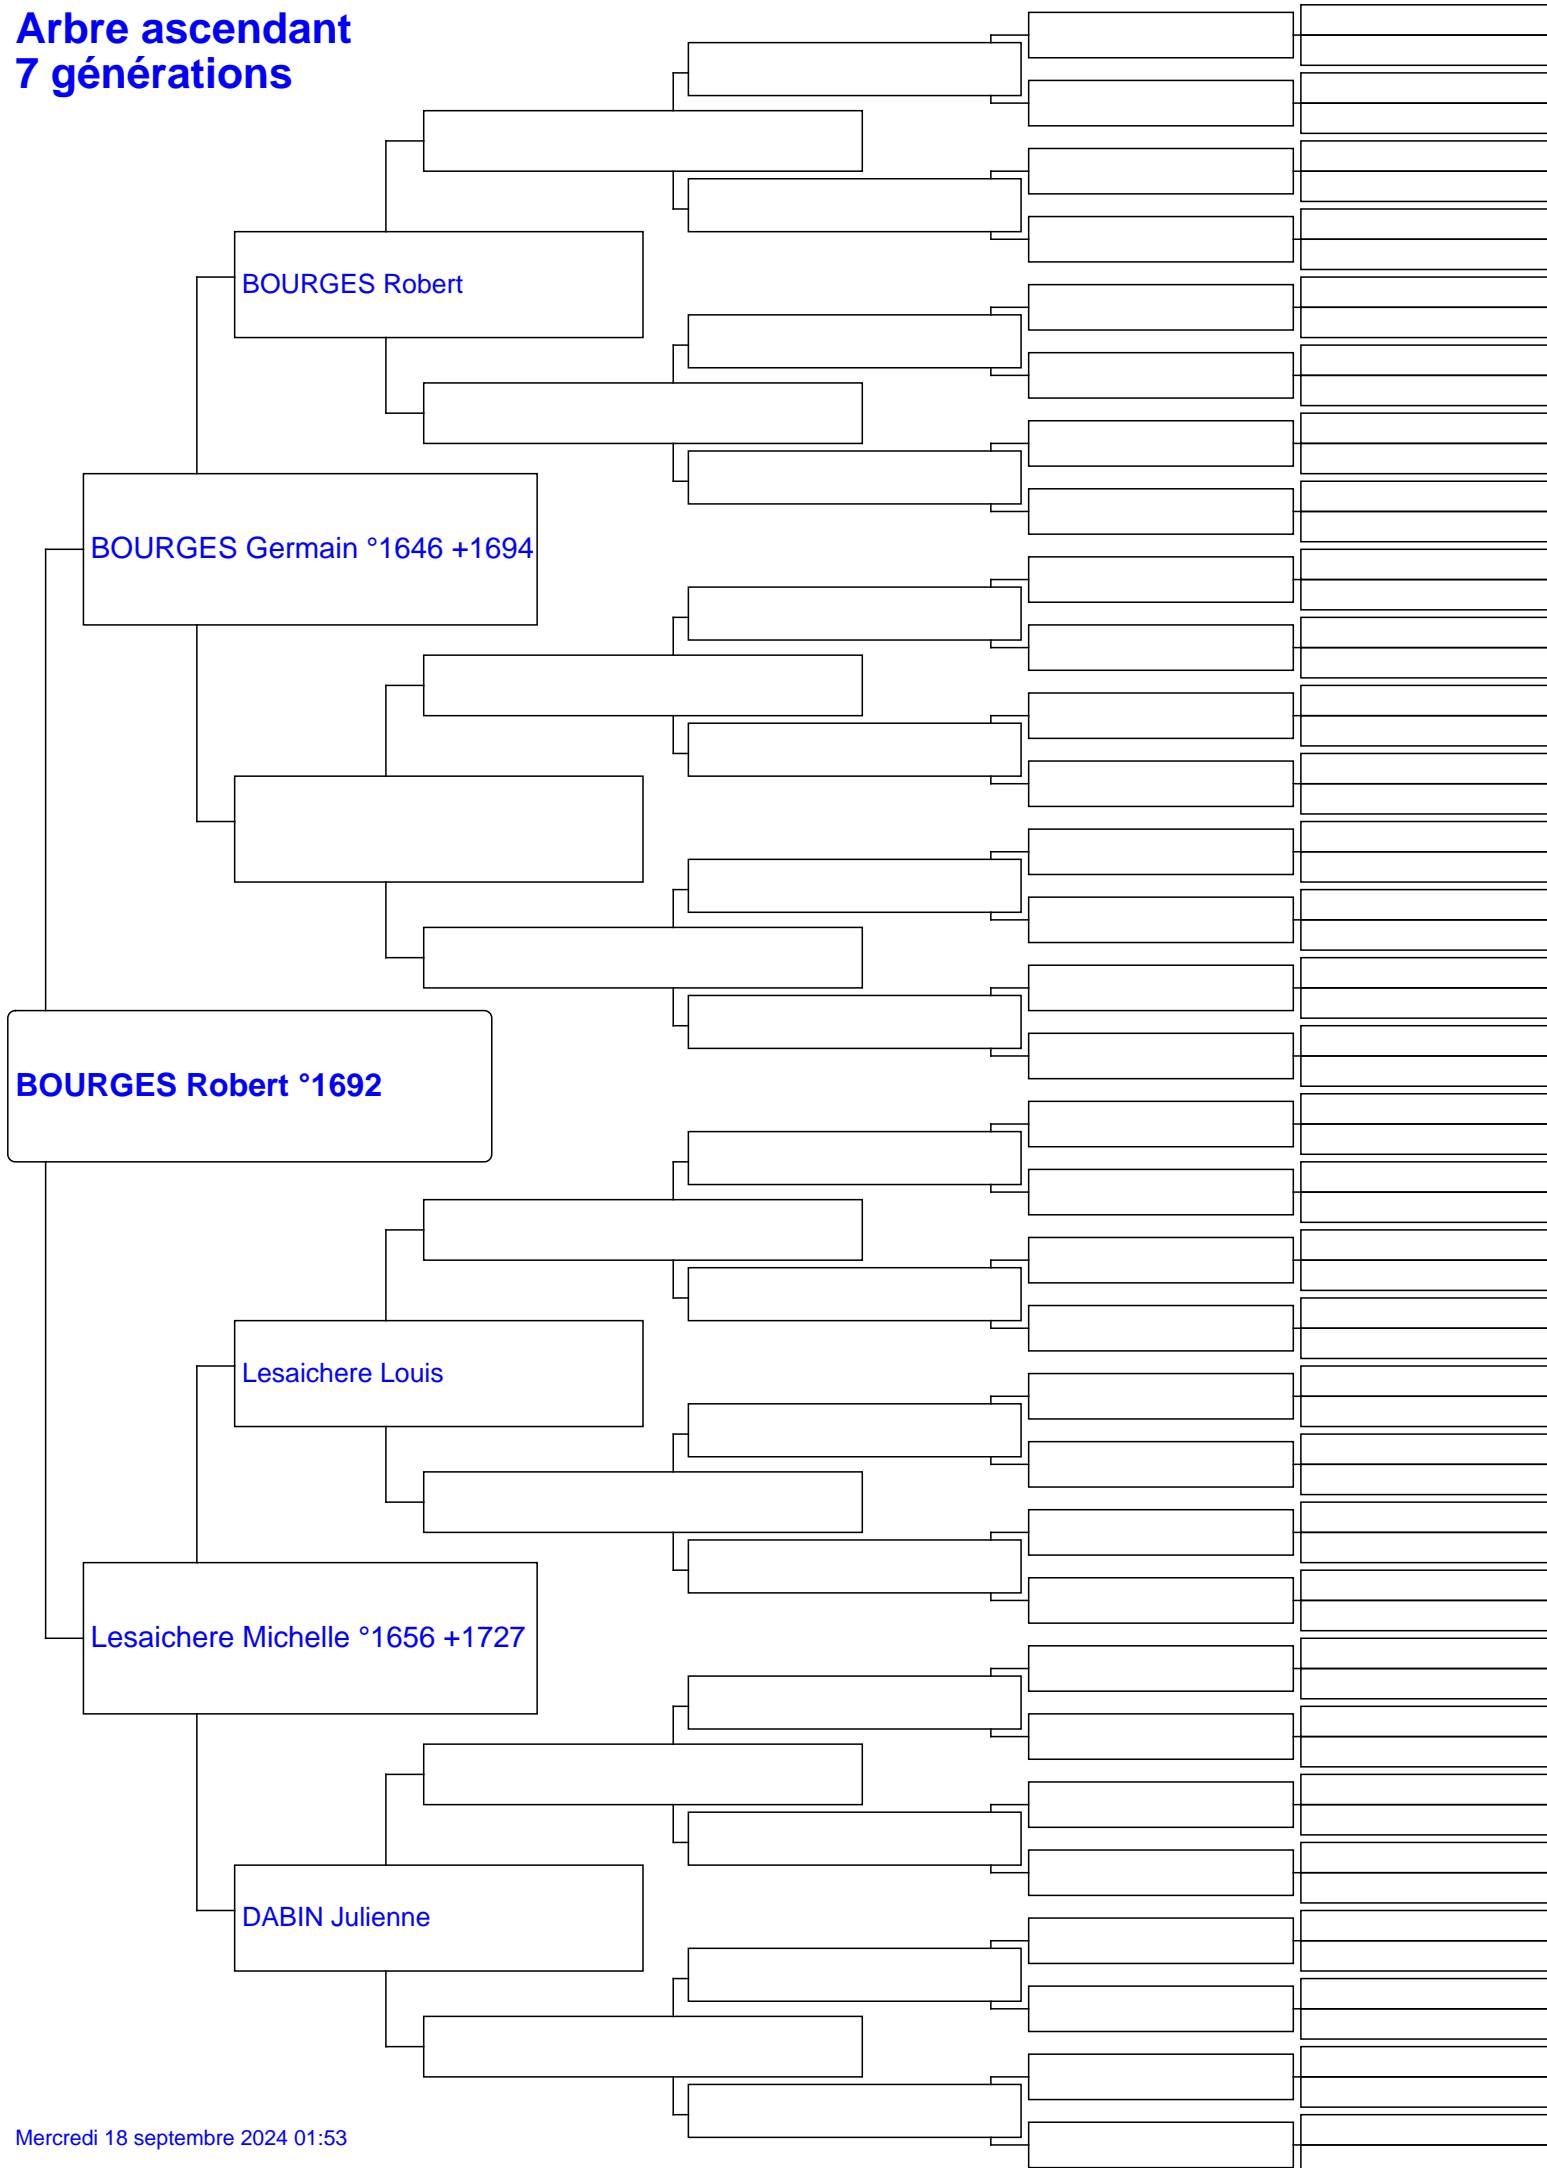 Arbre ascendant
7 générations
BOURGES Robert
BOURGES Germain °1646 +1694
BOURGES Robert °1692
Lesaichere Louis
Lesaichere Michelle °1656 +1727
DABIN Julienne
Mercredi 18 septembre 2024 01:53